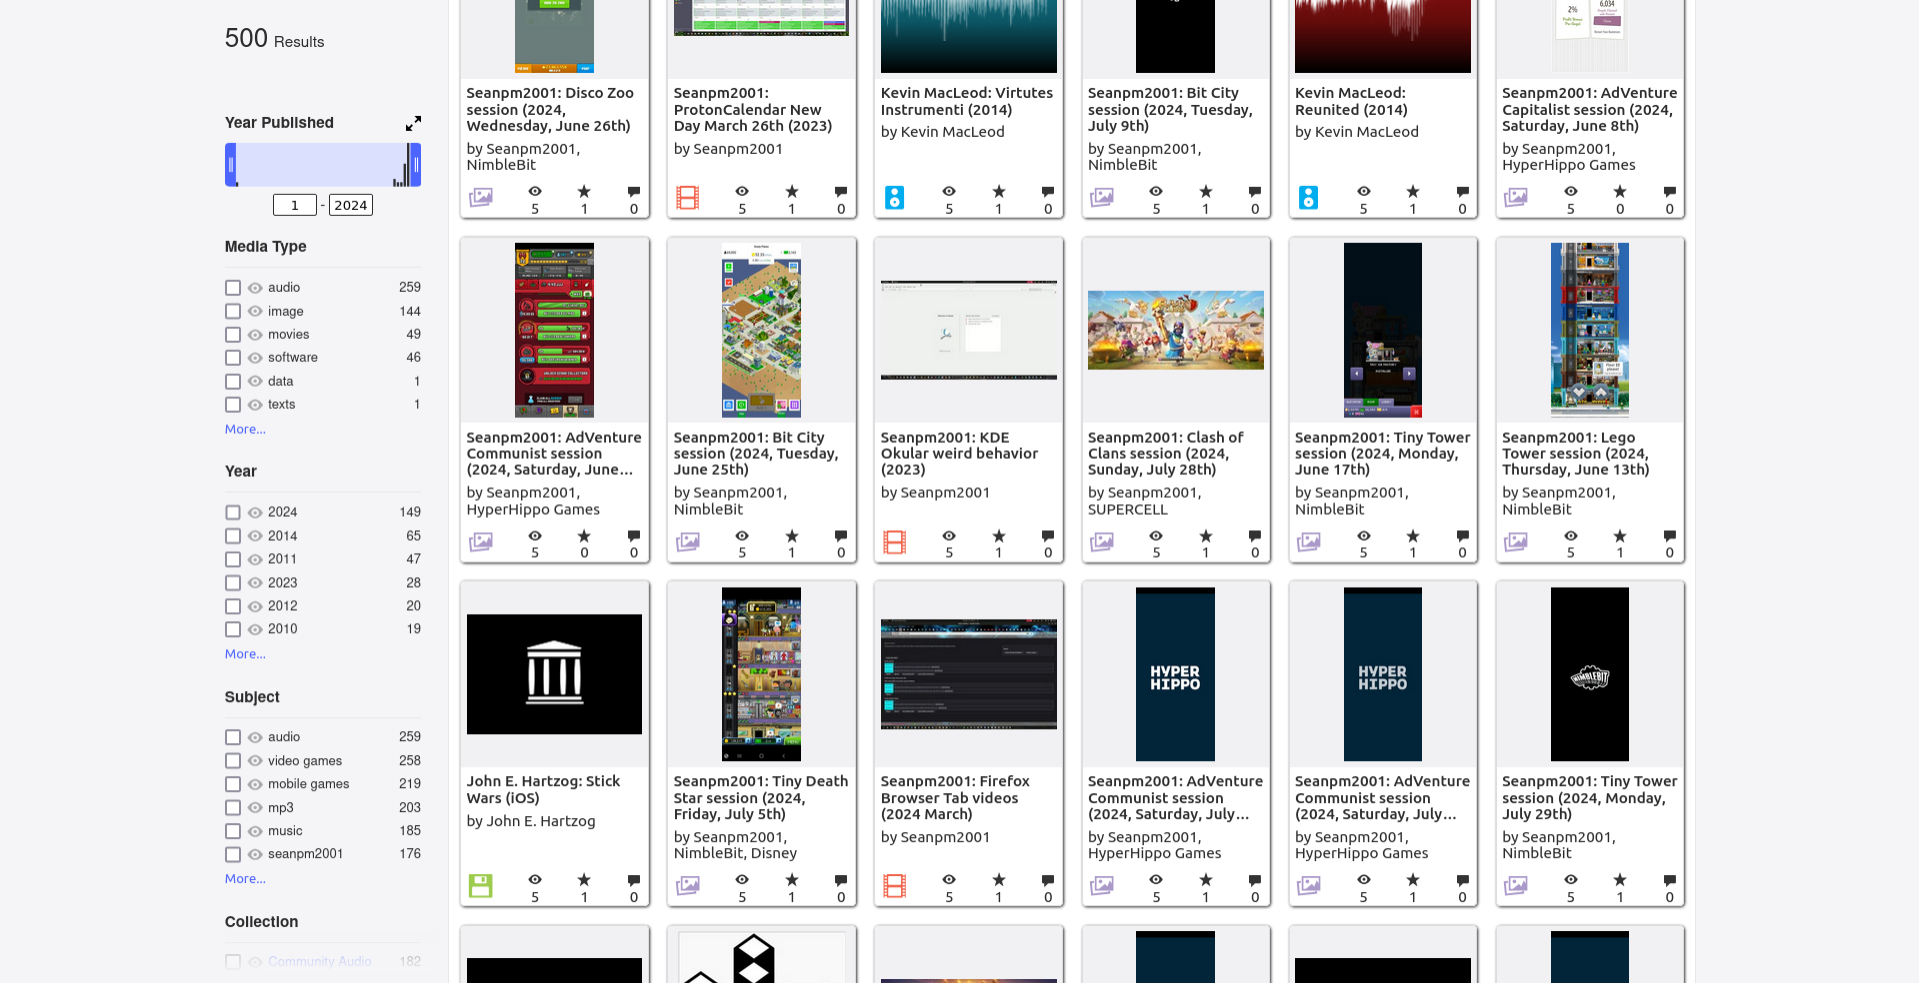 500 Results
Year Published
1 - 2024
Media Type
audio 259
image 144
movies 49
software 46
data 1
texts 1
More...
Year
2024 149
2014 65
2011 47
2023 28
2012 20
2010 19
More...
Subject
audio 259
video games 258
mobile games 219
mp3 203
music 185
seanpm2001 176
More...
Collection
Community Audio 182
Seanpm2001: Disco Zoo
session (2024,
Wednesday, June 26th)
by Seanpm2001,
NimbleBit
5 1 0
Seanpm2001:
ProtonCalendar New
Day March 26th (2023)
by Seanpm2001
5 1 0
Kevin MacLeod: Virtutes
Instrumenti (2014)
by Kevin MacLeod
5 1 0
Seanpm2001: Bit City
session (2024, Tuesday,
July 9th)
by Seanpm2001,
NimbleBit
5 1 0
Kevin MacLeod:
Reunited (2014)
by Kevin MacLeod
5 1 0
2%
6,034
Seanpm2001: AdVenture
Capitalist session (2024,
Saturday, June 8th)
by Seanpm2001,
HyperHippo Games
5 0 0
Seanpm2001: AdVenture
Communist session
(2024, Saturday, June...
by Seanpm2001,
HyperHippo Games
5 0 0
Seanpm2001: Bit City
session (2024, Tuesday,
June 25th)
by Seanpm2001,
NimbleBit
5 1 0
Seanpm2001: KDE
Okular weird behavior
(2023)
by Seanpm2001
5 1 0
Seanpm2001: Clash of
Clans session (2024,
Sunday, July 28th)
by Seanpm2001,
SUPERCELL
5 1 0
Seanpm2001: Tiny Tower
session (2024, Monday,
June 17th)
by Seanpm2001,
NimbleBit
5 1 0
Seanpm2001: Lego
Tower session (2024,
Thursday, June 13th)
by Seanpm2001,
NimbleBit
5 1 0
John E. Hartzog: Stick
Wars (iOS)
by John E. Hartzog
5 1 0
Seanpm2001: Tiny Death
Star session (2024,
Friday, July 5th)
by Seanpm2001,
NimbleBit, Disney
5 1 0
Seanpm2001: Firefox
Browser Tab videos
(2024 March)
by Seanpm2001
5 1 0
HYPER
HIPPO
Seanpm2001: AdVenture
Communist session
(2024, Saturday, July...
by Seanpm2001,
HyperHippo Games
5 1 0
HYPER
HIPPO
Seanpm2001: AdVenture
Communist session
(2024, Saturday, July...
by Seanpm2001,
HyperHippo Games
5 1 0
NIMBLEBIT
Seanpm2001: Tiny Tower
session (2024, Monday,
July 29th)
by Seanpm2001,
NimbleBit
5 1 0